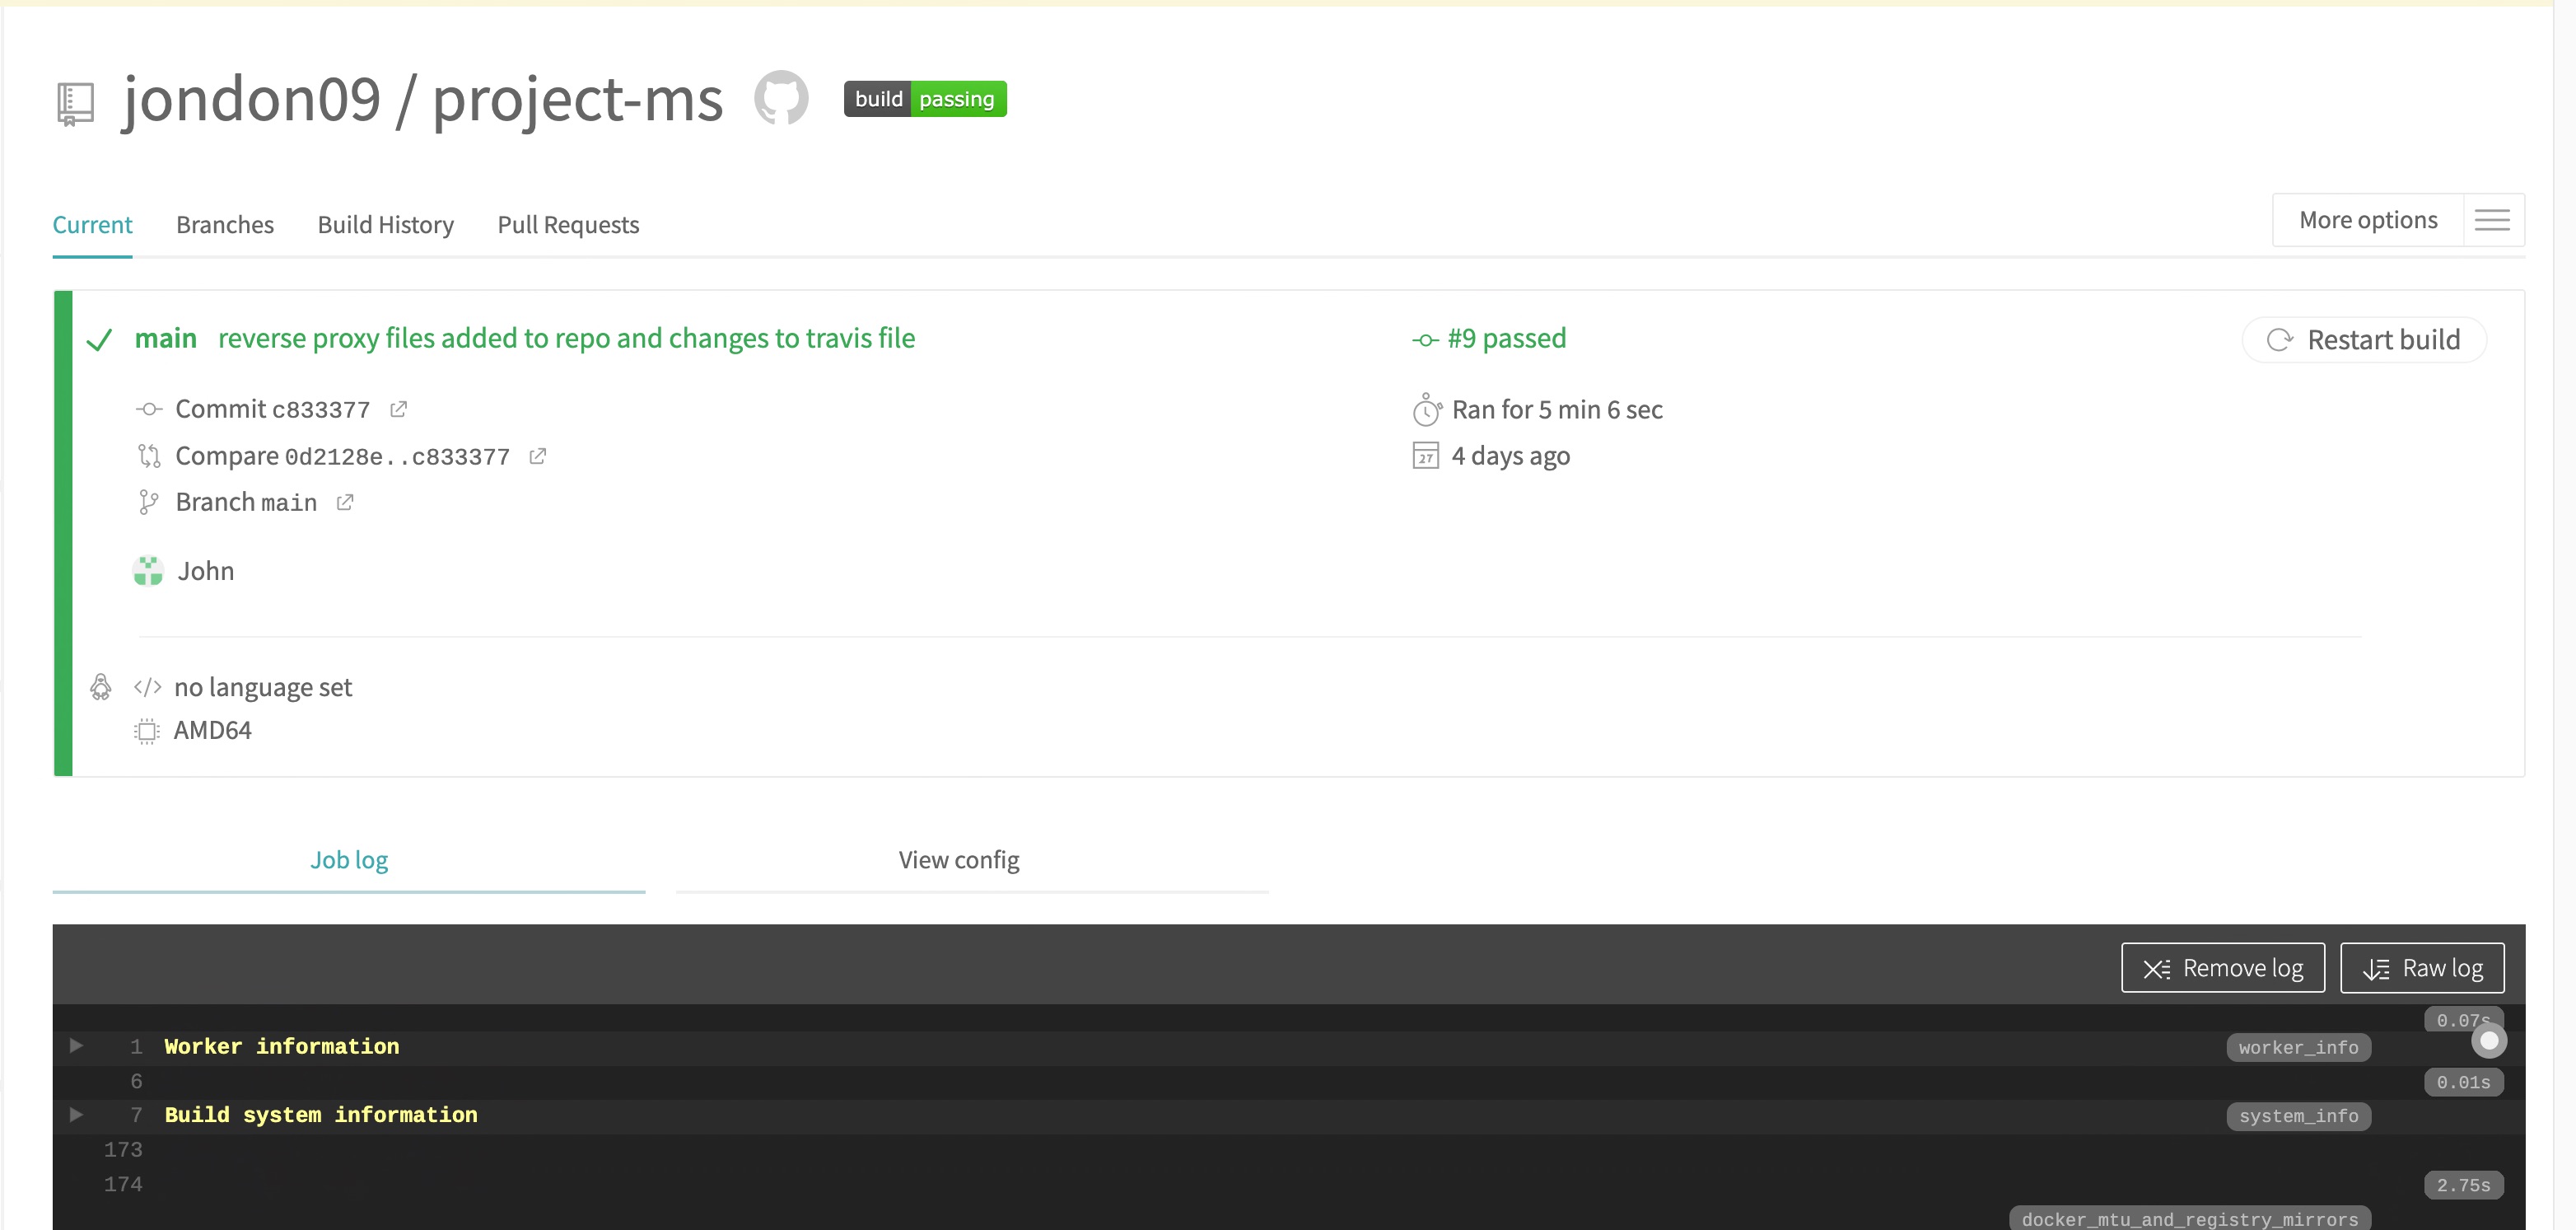 jondon09 / project-ms build passing
Current Branches Build History Pull Requests More options
main reverse proxy files added to repo and changes to travis file #9 passed Restart build
Commit c833377 Ran for 5 min 6 sec
Compare 0d2128e..c833377 27 4 days ago
Branch main
John
</> no language set
AMD64
Job log View config
Remove log Raw log
0.07s
1 Worker information worker_info
6 0.01s
7 Build system information system_info
173
174 2.75s
docker_mtu_and_registry_mirrors